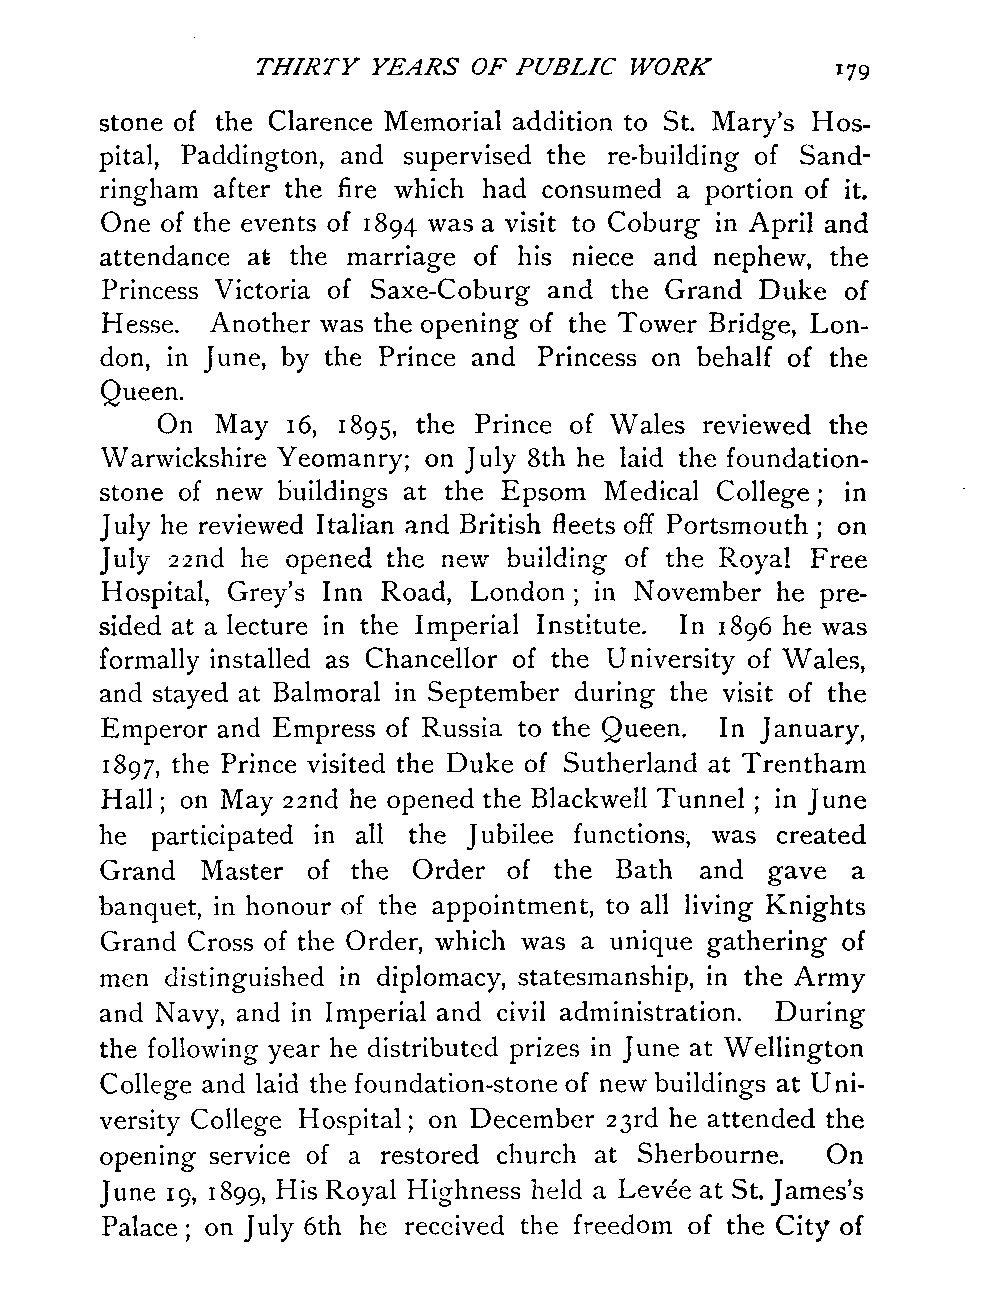 THIRTY YEARS OF PUBLIC WORK 179
stone of the Clarence Memorial addition to St. Mary's Hos-
pital, Paddington, and supervised the re-building of Sand-
ringham after the fire which had consumed a portion of it.
One of the events of 1894 was a visit to Coburg in April and
attendance at the marriage of his niece and nephew, the
Princess Victoria of Saxe-Coburg and the Grand Duke of
Hesse. Another was the opening of the Tower Bridge, Lon-
don, in June, by the Prince and Princess on behalf of the
Queen.
On May 16, 1895, the Prince of Wales reviewed the
Warwickshire Yeomanry; on July 8th he laid the foundation-
stone of new buildings at the Epsom Medical College; in
July he reviewed Italian and British fleets off Portsmouth; on
July 22nd he opened the new building of the Royal Free
Hospital, Grey's Inn Road, London; in November he pre-
sided at a lecture in the Imperial Institute. In 1896 he was
formally installed as Chancellor of the University of Wales,
and stayed at Balmoral in September during the visit of the
Emperor and Empress of Russia to the Queen. In January,
1897, the Prince visited the Duke of Sutherland at Trentham
Hall; on May 22nd he opened the Blackwell Tunnel; in June
he participated in all the Jubilee functions, was created
Grand Master of the Order of the Bath and gave a
banquet, in honour of the appointment, to all living Knights
Grand Cross of the Order, which was a unique gathering of
men distinguished in diplomacy, statesmanship, in the Army
and Navy, and in Imperial and civil administration. During
the following year he distributed prizes in June at Wellington
College and laid the foundation-stone of new buildings at Uni-
versity College Hospital; on December 23rd he attended the
opening service of a restored church at Sherbourne. On
June 19, 1899, His Royal Highness held a Levée at St. James's
Palace; on July 6th he received the freedom of the City of